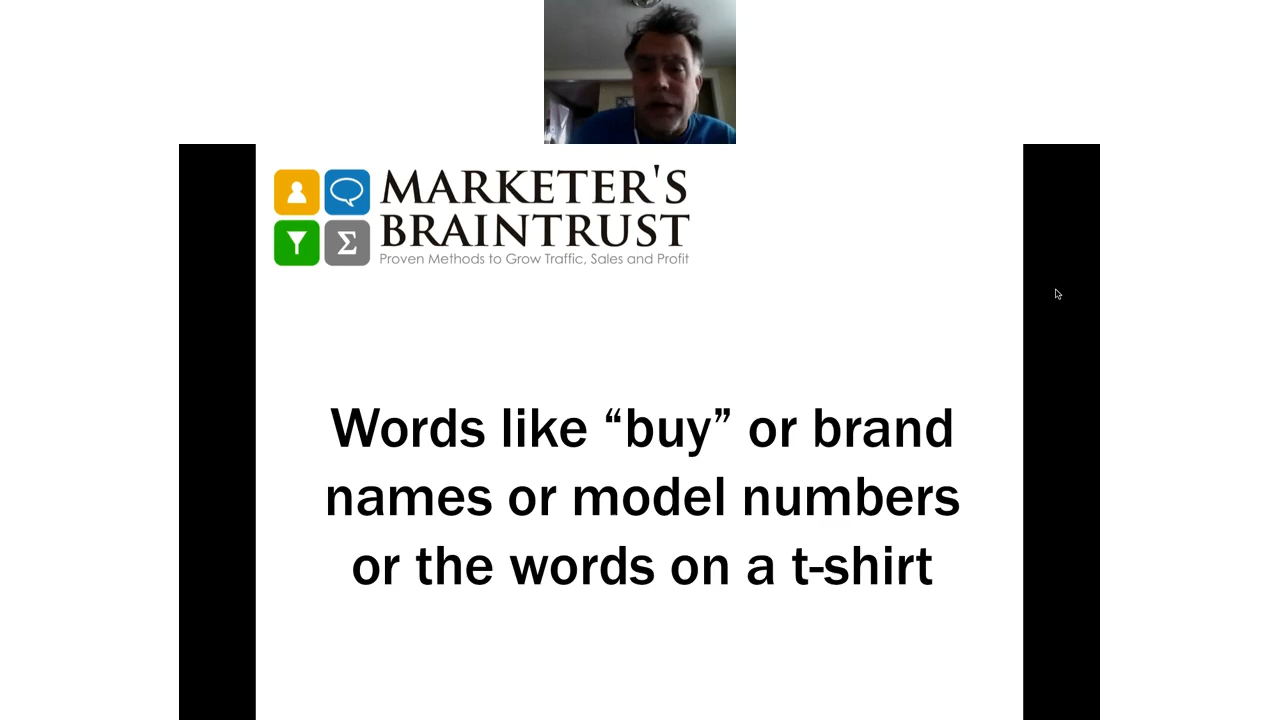 MARKETER'S
BRAINTRUST
Proven Methods to Grow Traffic, Sales and Profit
Words like “buy” or brand
names or model numbers
or the words on a t-shirt